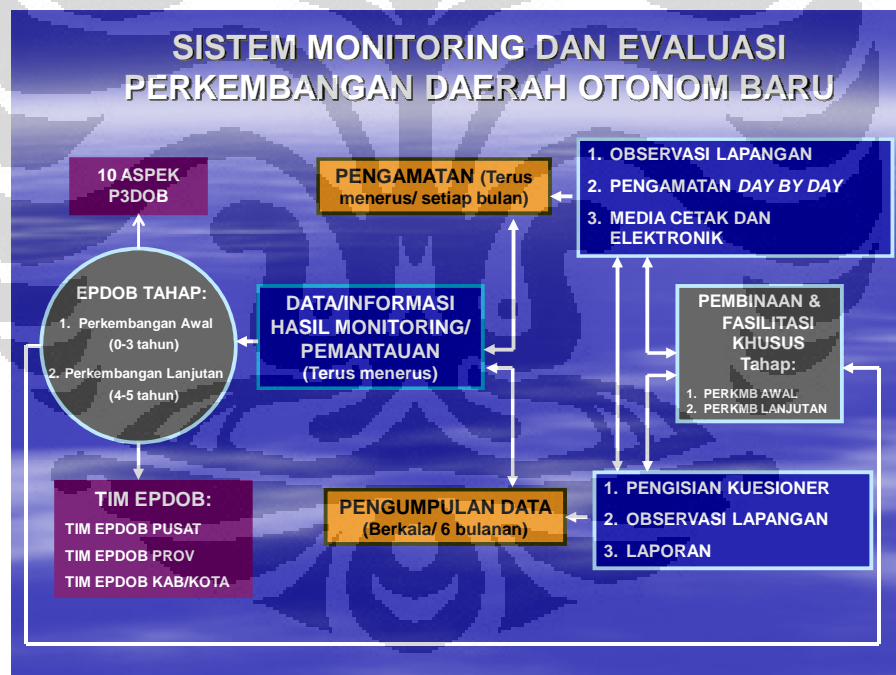 SISTEM MONITORING DAN EVALUASI
PERKEMBANGAN DAERAH OTONOM BARU
10 ASPEK
P3DOB
PENGAMATAN (Terus
menerus/ setiap bulan)
1. OBSERVASI LAPANGAN
2. PENGAMATAN DAY BY DAY
3. MEDIA CETAK DAN
ELEKTRONIK
EPDOB TAHAP:
1. Perkembangan Awal
(0-3 tahun)
2. Perkembangan Lanjutan
(4-5 tahun)
DATA/INFORMASI
HASIL MONITORING/
PEMANTAUAN
(Terus menerus)
PEMBINAAN &
FASILITASI
KHUSUS
Tahap:
1. PERKMB AWAL
2. PERKMB LANJUTAN
TIM EPDOB:
TIM EPDOB PUSAT
TIM EPDOB PROV
TIM EPDOB KAB/KOTA
PENGUMPULAN DATA
(Berkala/ 6 bulanan)
1. PENGISIAN KUESIONER
2. OBSERVASI LAPANGAN
3. LAPORAN